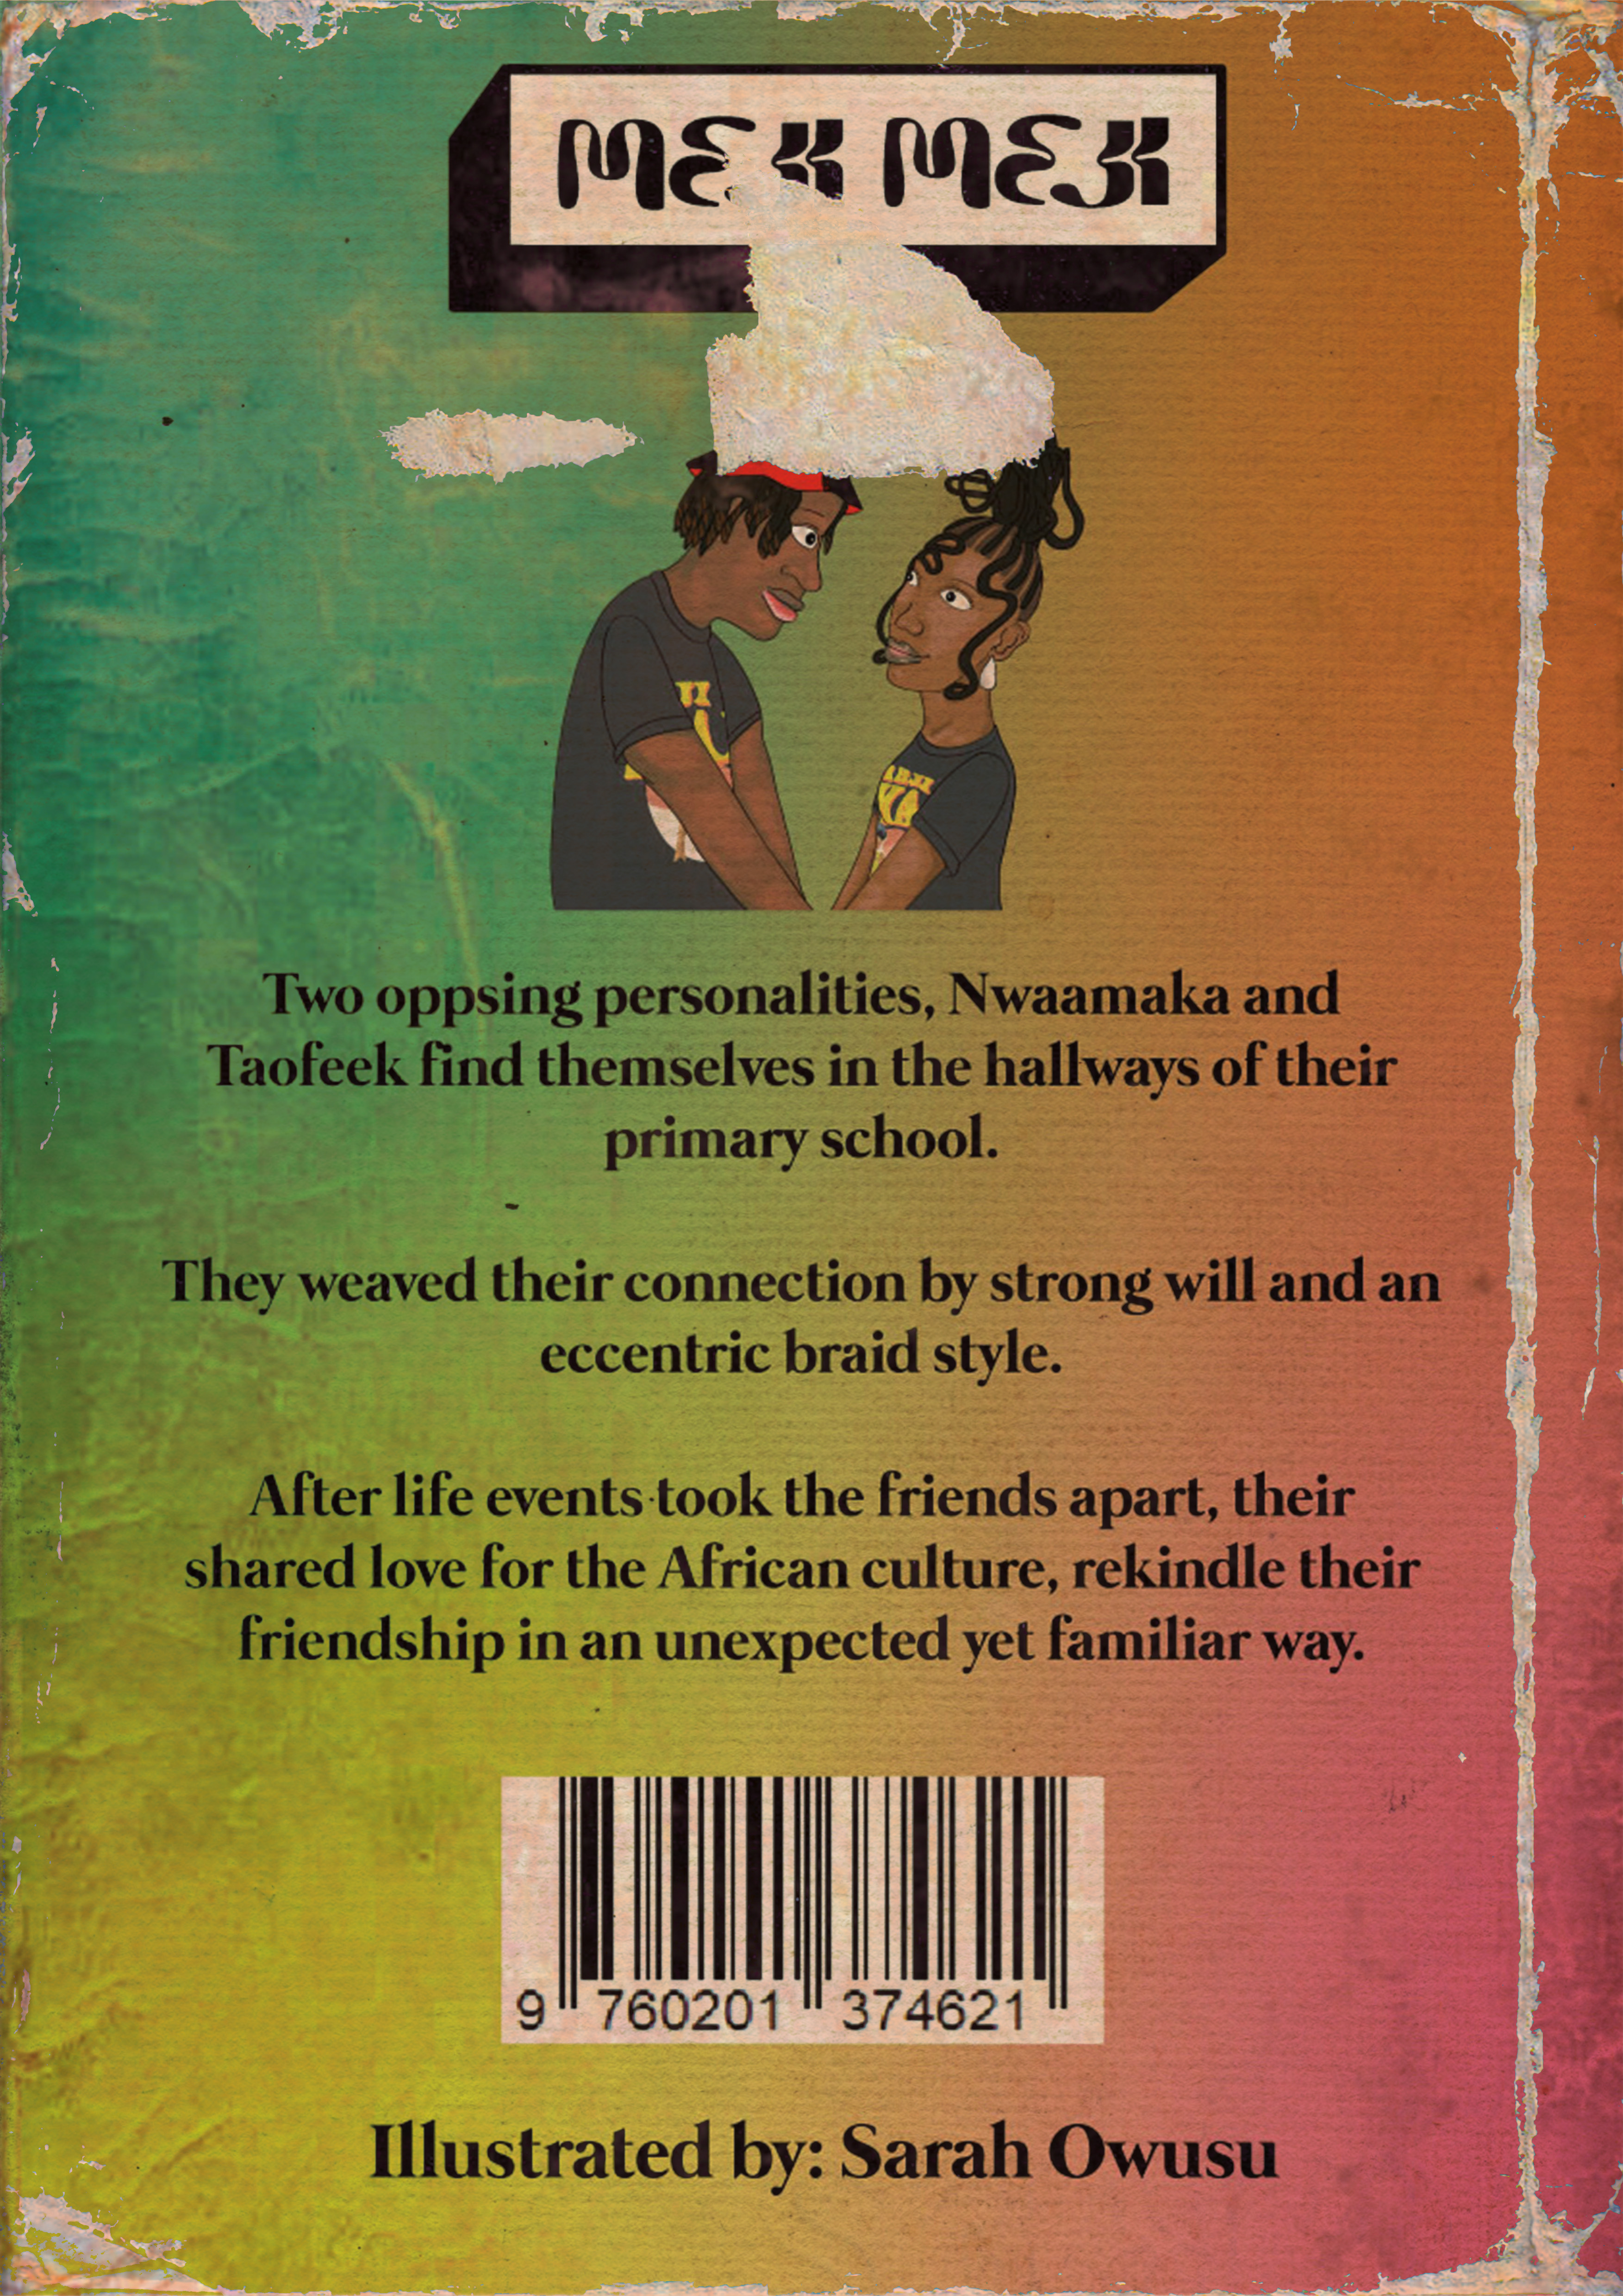 MEJI MEJI
Two oppsing personalities, Nwaamaka and
Taofeek find themselves in the hallways of their
primary school.
They weaved their connection by strong will and an
eccentric braid style.
After life events took the friends apart, their
shared love for the African culture, rekindle their
friendship in an unexpected yet familiar way.
9 760201 374621
Illustrated by: Sarah Owusu